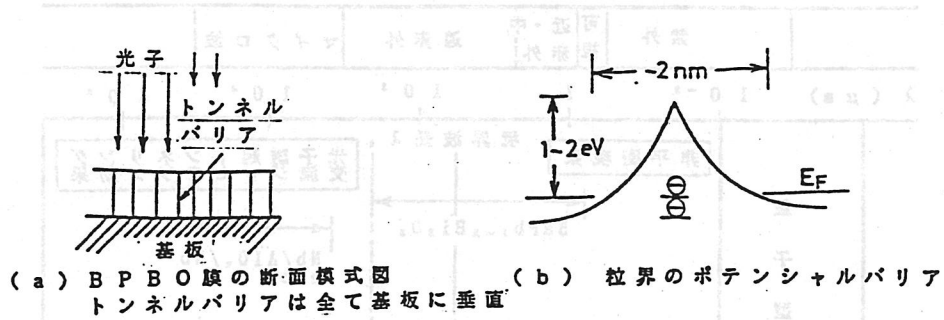 光子
トンネル
バリア
基板
(a) BPBO膜の断面模式図
トンネルバリアは全て基板に垂直
~2nm
1~2eV
EF
⊖
⊖
(b) 粒界のポテンシャルバリア